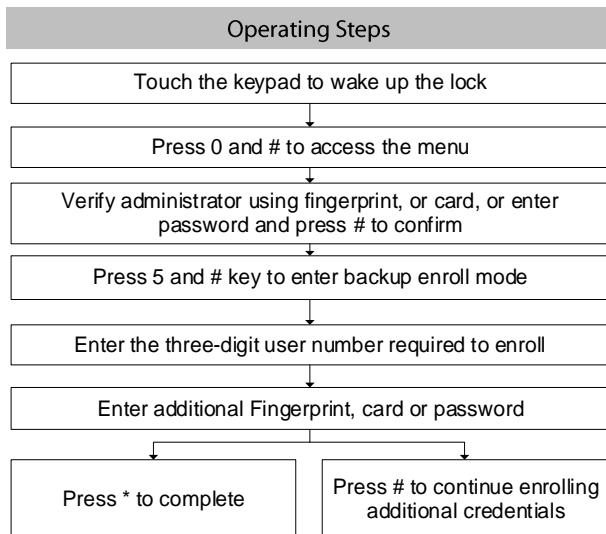 Operating Steps
Touch the keypad to wake up the lock
Press 0 and # to access the menu
Verify administrator using fingerprint, or card, or enter
password and press # to confirm
Press 5 and # key to enter backup enroll mode
Enter the three-digit user number required to enroll
Enter additional Fingerprint, card or password
Press * to complete
Press # to continue enrolling
additional credentials